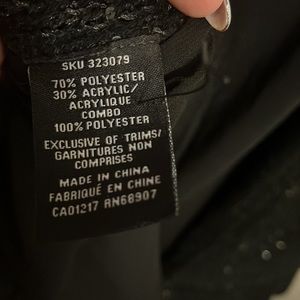 SKU 323079
70% POLYESTER
30% ACRYLIC/
ACRYLIQUE
COMBO
100% POLYESTER
EXCLUSIVE OF TRIMS/
GARNITURES NON
COMPRISES
MADE IN CHINA
FABRIQUÉ EN CHINE
CA01217 RN68907